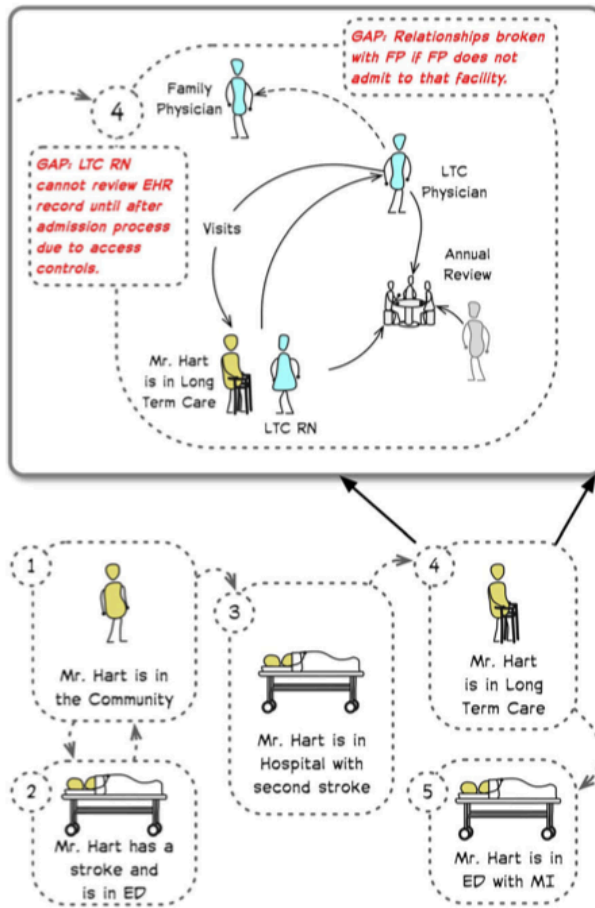 GAP: Relationships broken
with FP if FP does not
admit to that facility.
4
Family
Physician
GAP: LTC RN
cannot review EHR
record until after
admission process
due to access
controls.
LTC
Physician
Visits
Annual
Review
Mr. Hart
is in Long
Term Care
LTC RN
1
Mr. Hart is in
the Community
2
Mr. Hart has a
stroke and
is in ED
3
Mr. Hart is in
Hospital with
second stroke
4
Mr. Hart
is in Long
Term Care
5
Mr. Hart is in
ED with MI